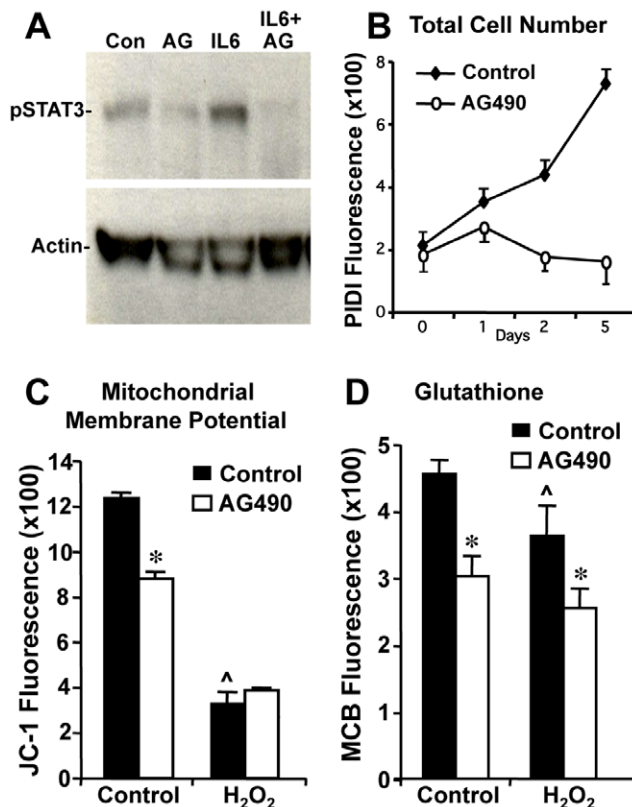 A
Con AG IL6 IL6+
AG
pSTAT3-
Actin-
B Total Cell Number
Control
AG490
PIDI Fluorescence (x100)
8
6
4
2
0
0 1 2 5
Days
C Mitochondrial
Membrane Potential
Control
AG490
JC-1 Fluorescence (x100)
14
12
10
8
6
4
2
0
*
^
Control H₂O₂
D Glutathione
Control
AG490
MCB Fluorescence (x100)
5
4
3
2
1
0
*
^
*
Control H₂O₂